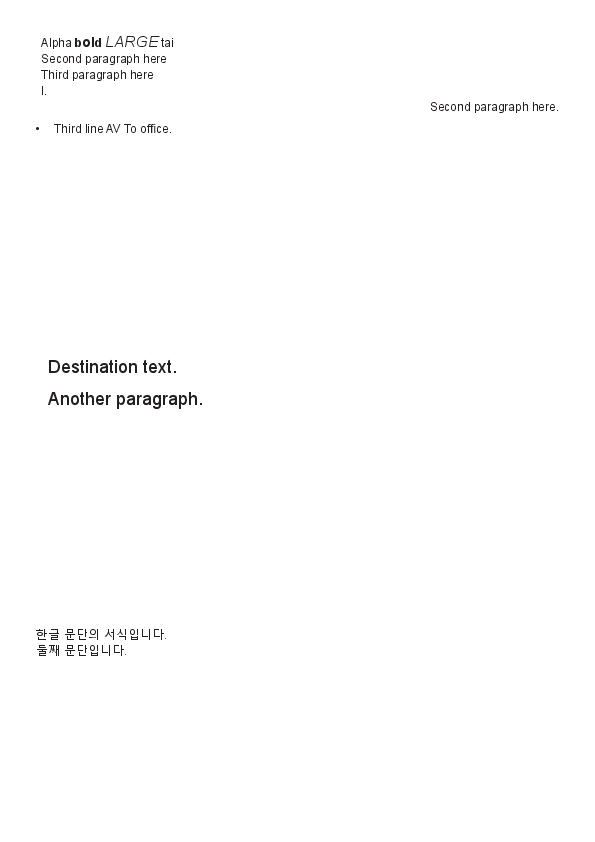 Alpha bold LARGE tai
Second paragraph here
Third paragraph here
l.
Second paragraph here.
• Third line AV To office.
Destination text.
Another paragraph.
한글 문단의 서식입니다.
둘째 문단입니다.